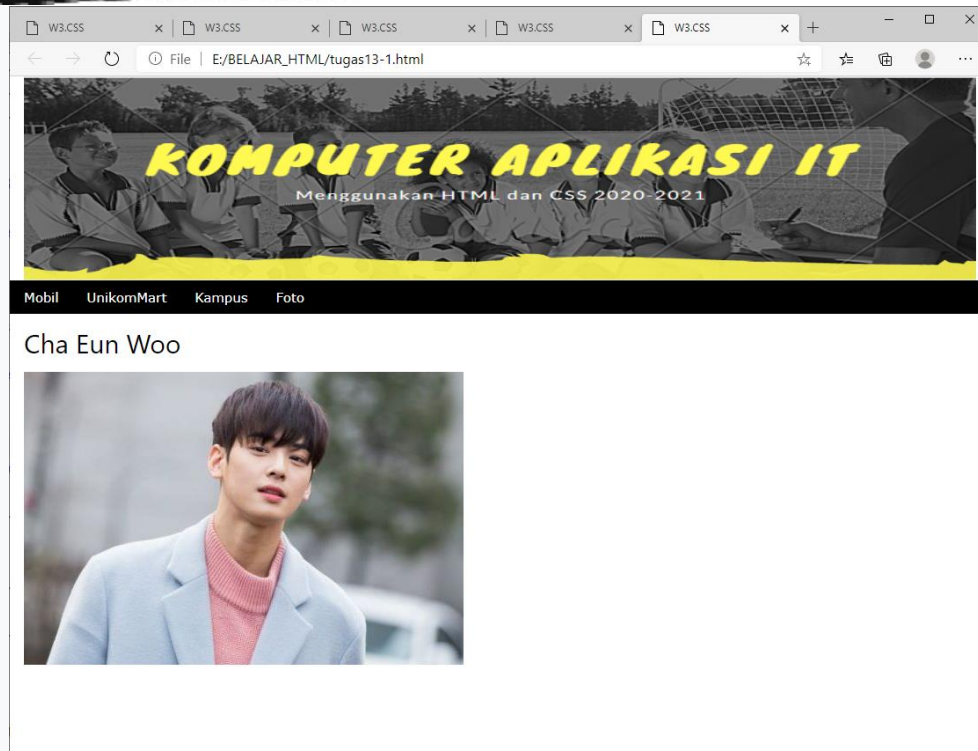 W3.CSS W3.CSS W3.CSS W3.CSS W3.CSS
File E:/BELAJAR_HTML/tugas13-1.html
KOMPUTER APLIKASI IT
Menggunakan HTML dan CSS 2020-2021
Mobil UnikomMart Kampus Foto
Cha Eun Woo